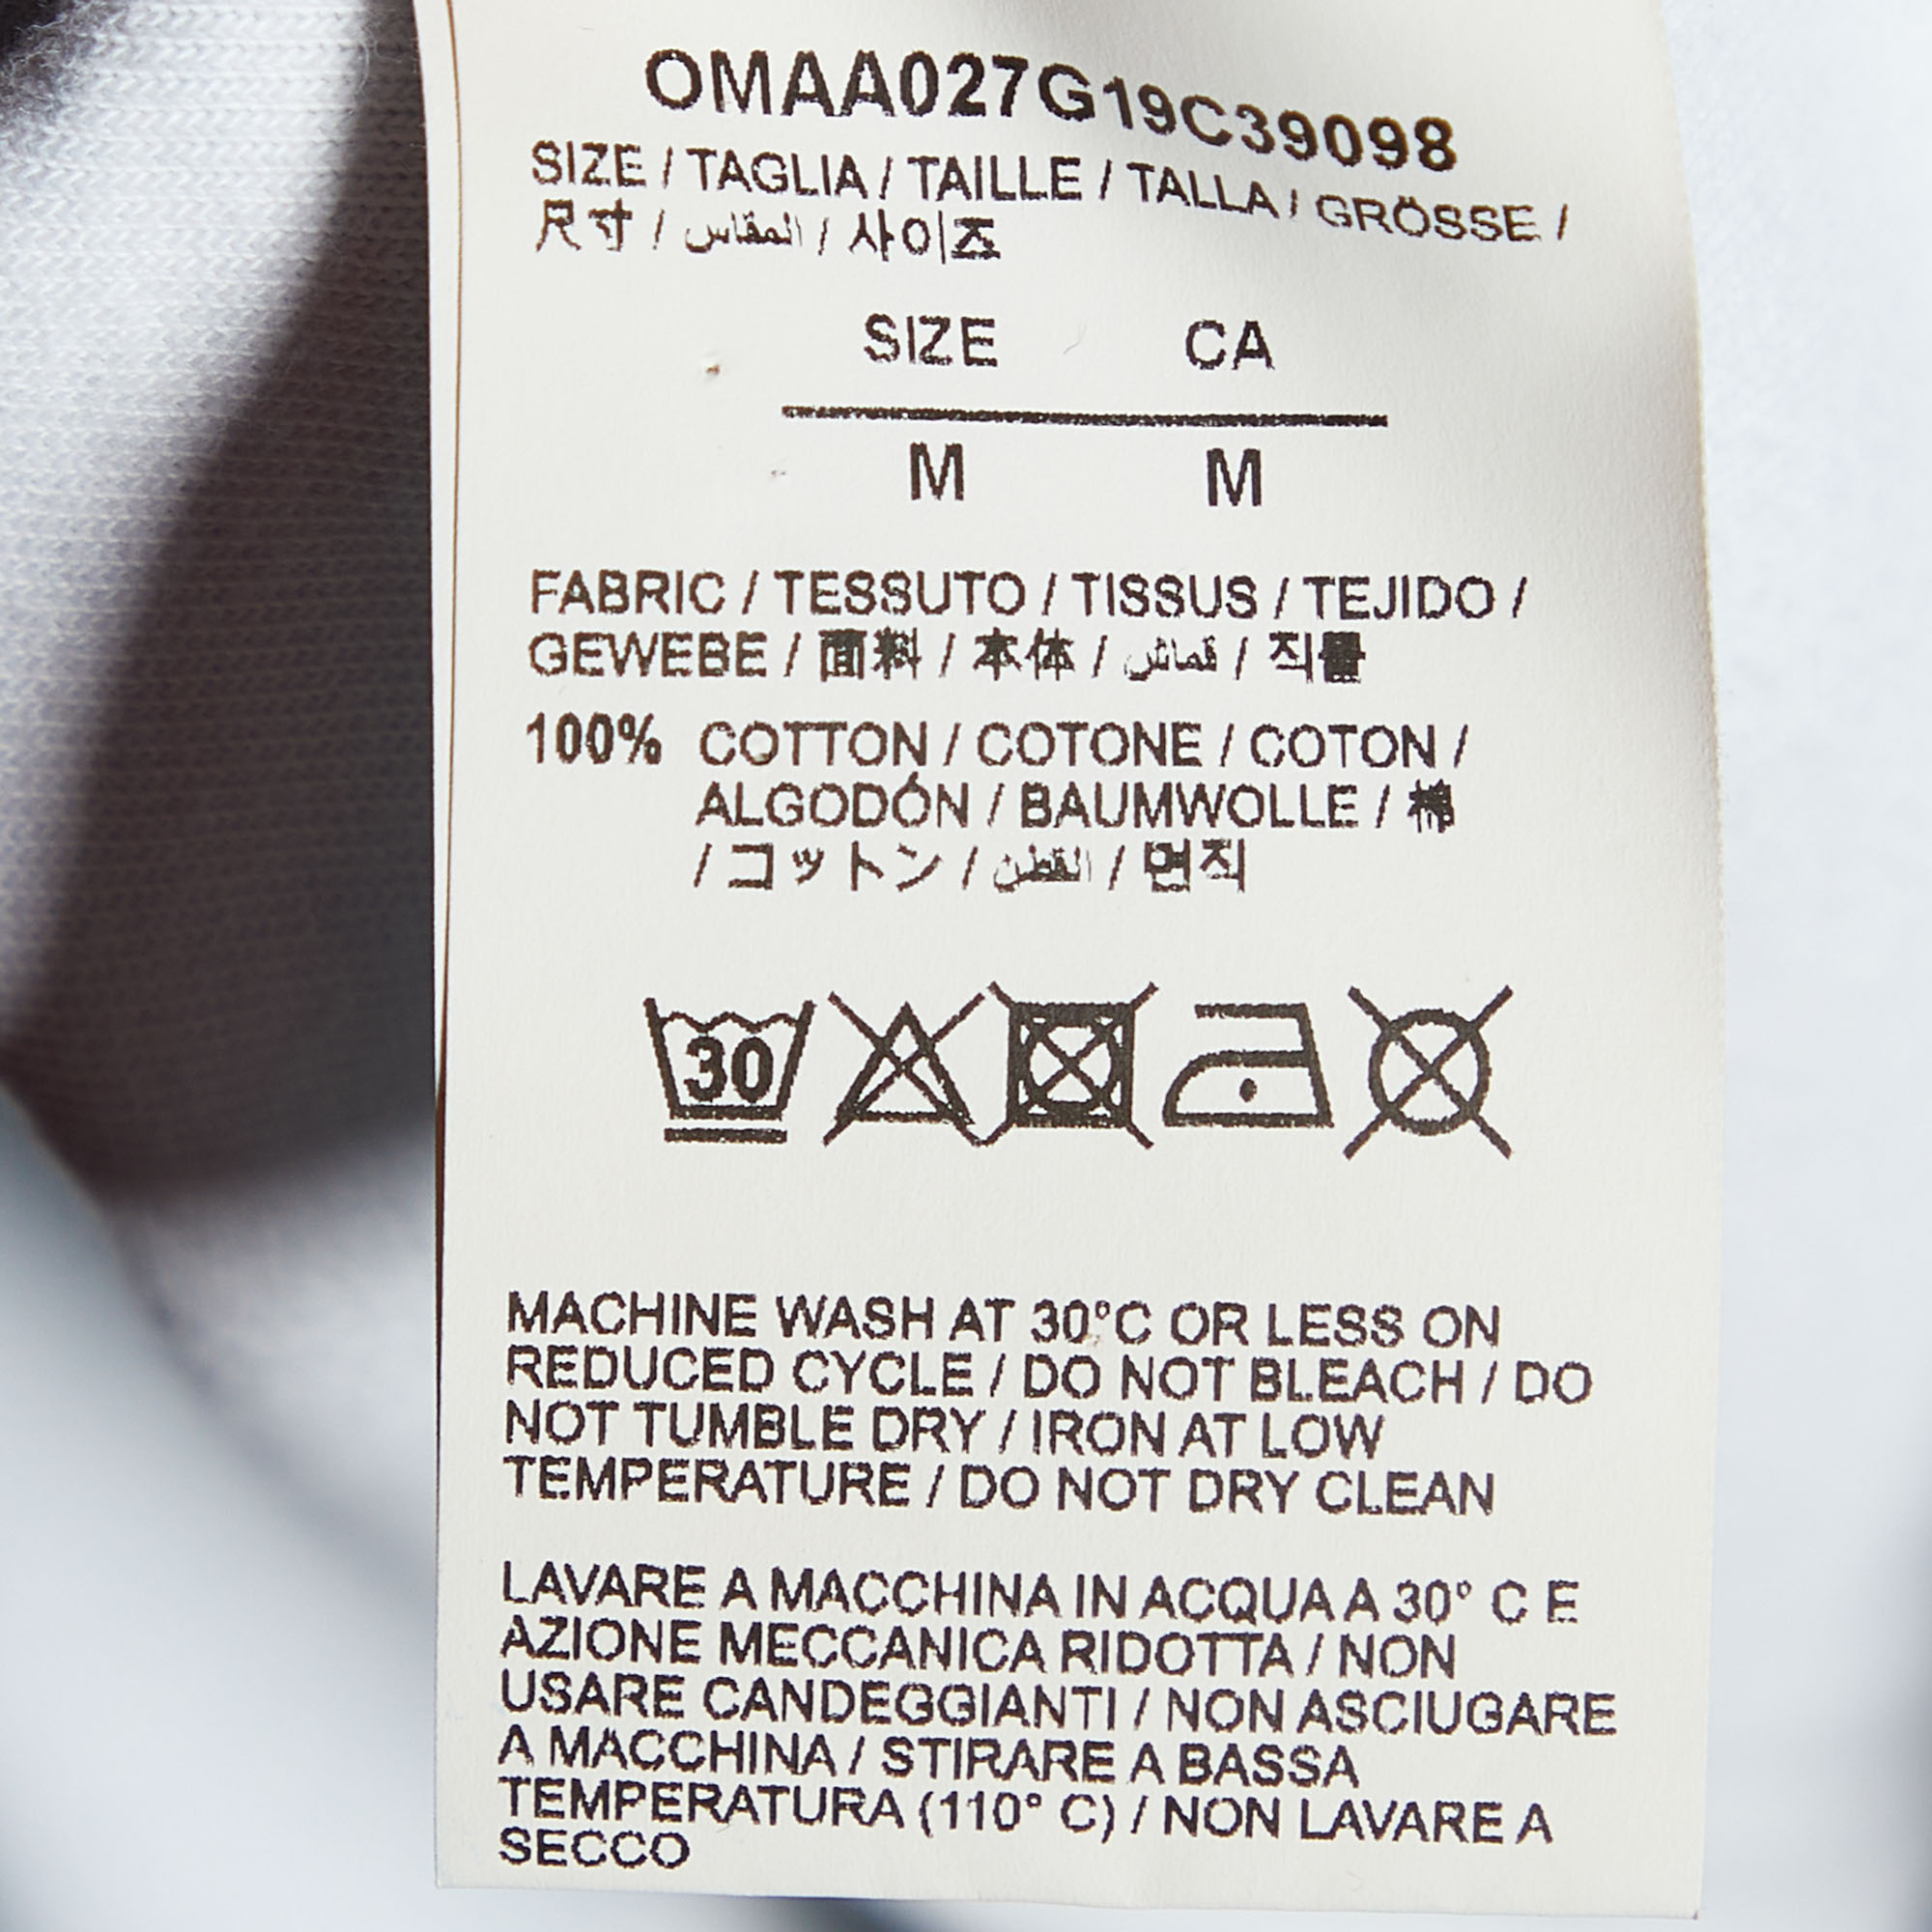 OMAA027G19C39098
SIZE / TAGLIA / TAILLE / TALLA / GRÖSSE /
尺寸 / المقاس / 사이즈
SIZE CA
M M
FABRIC / TESSUTO / TISSUS / TEJIDO /
GEWEBE / 面料 / 本体 / قماش / 직물
100% COTTON / COTONE / COTON /
ALGODÓN / BAUMWOLLE / 棉
/ コットン / القطن / 면직
30
MACHINE WASH AT 30°C OR LESS ON
REDUCED CYCLE / DO NOT BLEACH / DO
NOT TUMBLE DRY / IRON AT LOW
TEMPERATURE / DO NOT DRY CLEAN
LAVARE A MACCHINA IN ACQUA A 30° C E
AZIONE MECCANICA RIDOTTA / NON
USARE CANDEGGIANTI / NON ASCIUGARE
A MACCHINA / STIRARE A BASSA
TEMPERATURA (110° C) / NON LAVARE A
SECCO